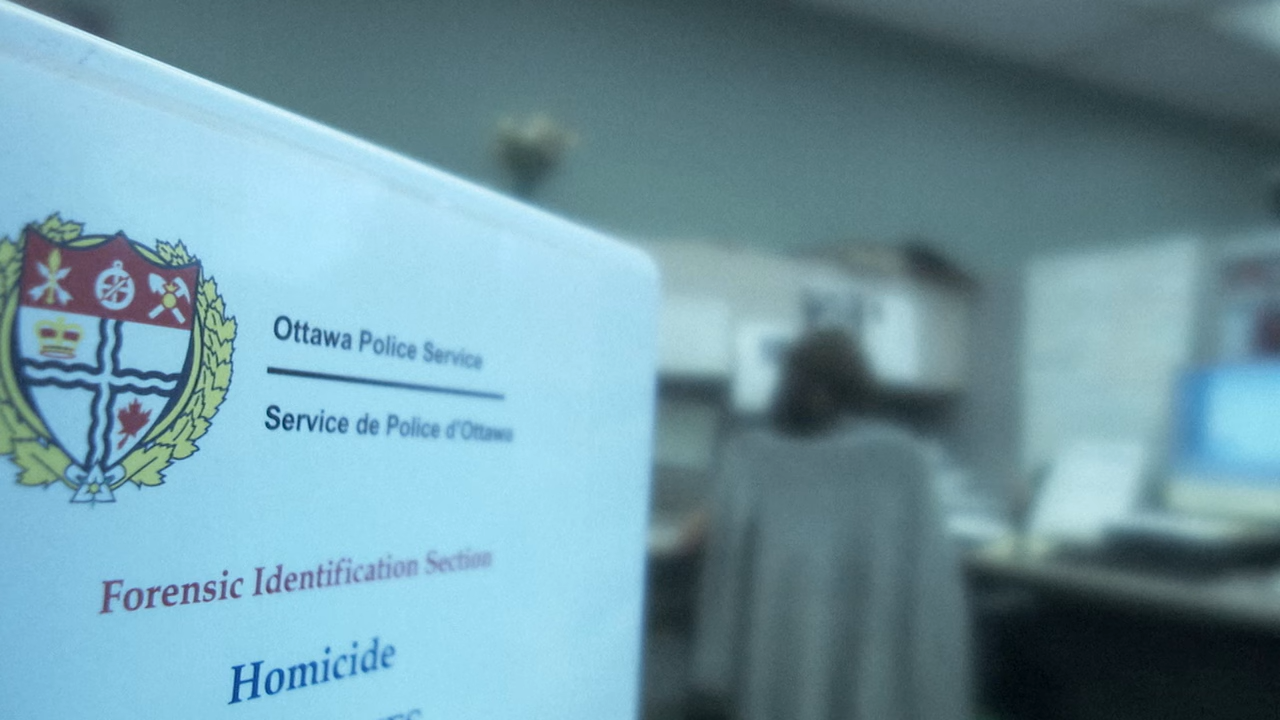 Ottawa Police Service
Service de Police d'Ottawa
Forensic Identification Section
Homicide